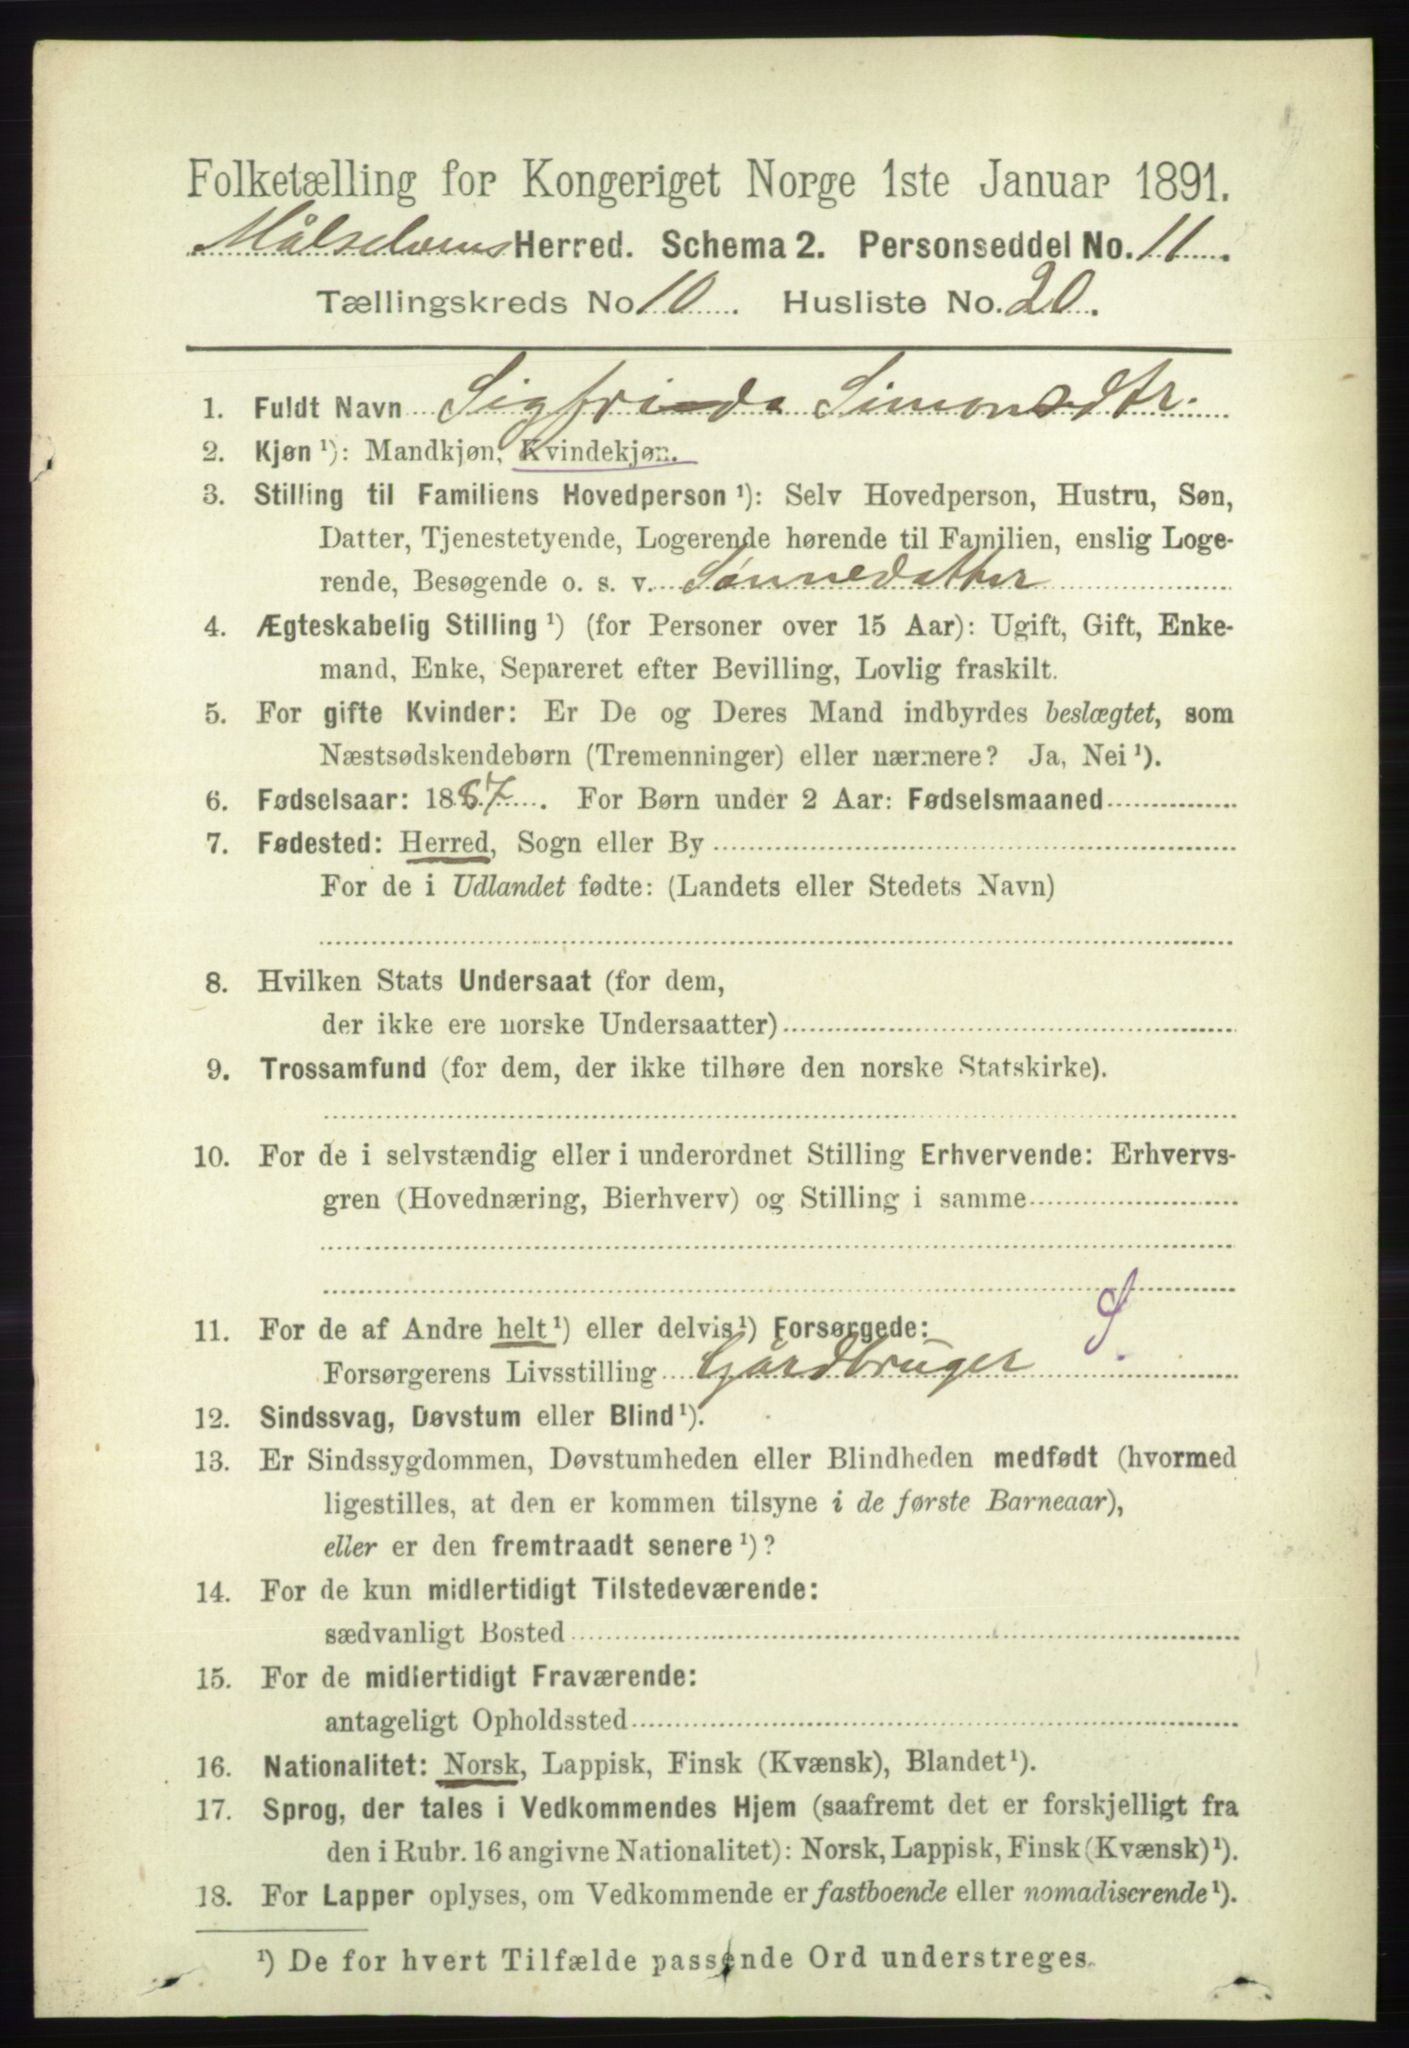 Folketælling for Kongeriget Norge 1ste Januar 1891.
Målselvens Herred. Schema 2. Personseddel No. 11.
Tællingskreds No 10. Husliste No. 20.
1. Fuldt Navn Sigfrida Simonsdtr.
2. Kjøn ¹): Mandkjøn, Kvindekjøn.
3. Stilling til Familiens Hovedperson ¹): Selv Hovedperson, Hustru, Søn,
Datter, Tjenestetyende, Logerende hørende til Familien, enslig Loge-
rende, Besøgende o. s. v. Sønnedatter
4. Ægteskabelig Stilling ¹) (for Personer over 15 Aar): Ugift, Gift, Enke-
mand, Enke, Separeret efter Bevilling, Lovlig fraskilt.
5. For gifte Kvinder: Er De og Deres Mand indbyrdes beslægtet, som
Næstsødskendebørn (Tremenninger) eller nærmere? Ja, Nei ¹).
6. Fødselsaar: 1887. For Børn under 2 Aar: Fødselsmaaned
7. Fødested: Herred, Sogn eller By
For de i Udlandet fødte: (Landets eller Stedets Navn)
8. Hvilken Stats Undersaat (for dem,
der ikke ere norske Undersaatter)
9. Trossamfund (for dem, der ikke tilhøre den norske Statskirke).
10. For de i selvstændig eller i underordnet Stilling Erhvervende: Erhvervs-
gren (Hovednæring, Bierhverv) og Stilling i samme
11. For de af Andre helt ¹) eller delvis ¹) Forsørgede:
Forsørgerens Livsstilling Gårdbruger
12. Sindssvag, Døvstum eller Blind ¹).
13. Er Sindssygdommen, Døvstumheden eller Blindheden medfødt (hvormed
ligestilles, at den er kommen tilsyne i de første Barneaar),
eller er den fremtraadt senere ¹)?
14. For de kun midlertidigt Tilstedeværende:
sædvanligt Bosted
15. For de midlertidigt Fraværende:
antageligt Opholdssted
16. Nationalitet: Norsk, Lappisk, Finsk (Kvænsk), Blandet ¹).
17. Sprog, der tales i Vedkommendes Hjem (saafremt det er forskjelligt fra
den i Rubr. 16 angivne Nationalitet): Norsk, Lappisk, Finsk (Kvænsk) ¹).
18. For Lapper oplyses, om Vedkommende er fastboende eller nomadiserende ¹).
¹) De for hvert Tilfælde passende Ord understreges.